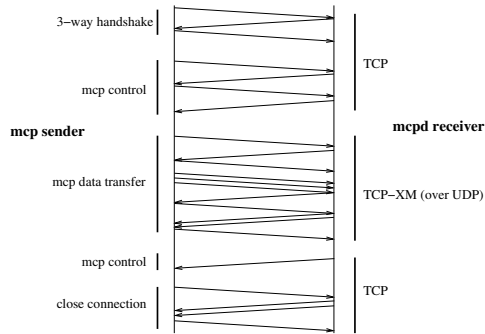 3−way handshake
TCP
mcp control
mcp sender
mcpd receiver
mcp data transfer
TCP−XM (over UDP)
mcp control
TCP
close connection